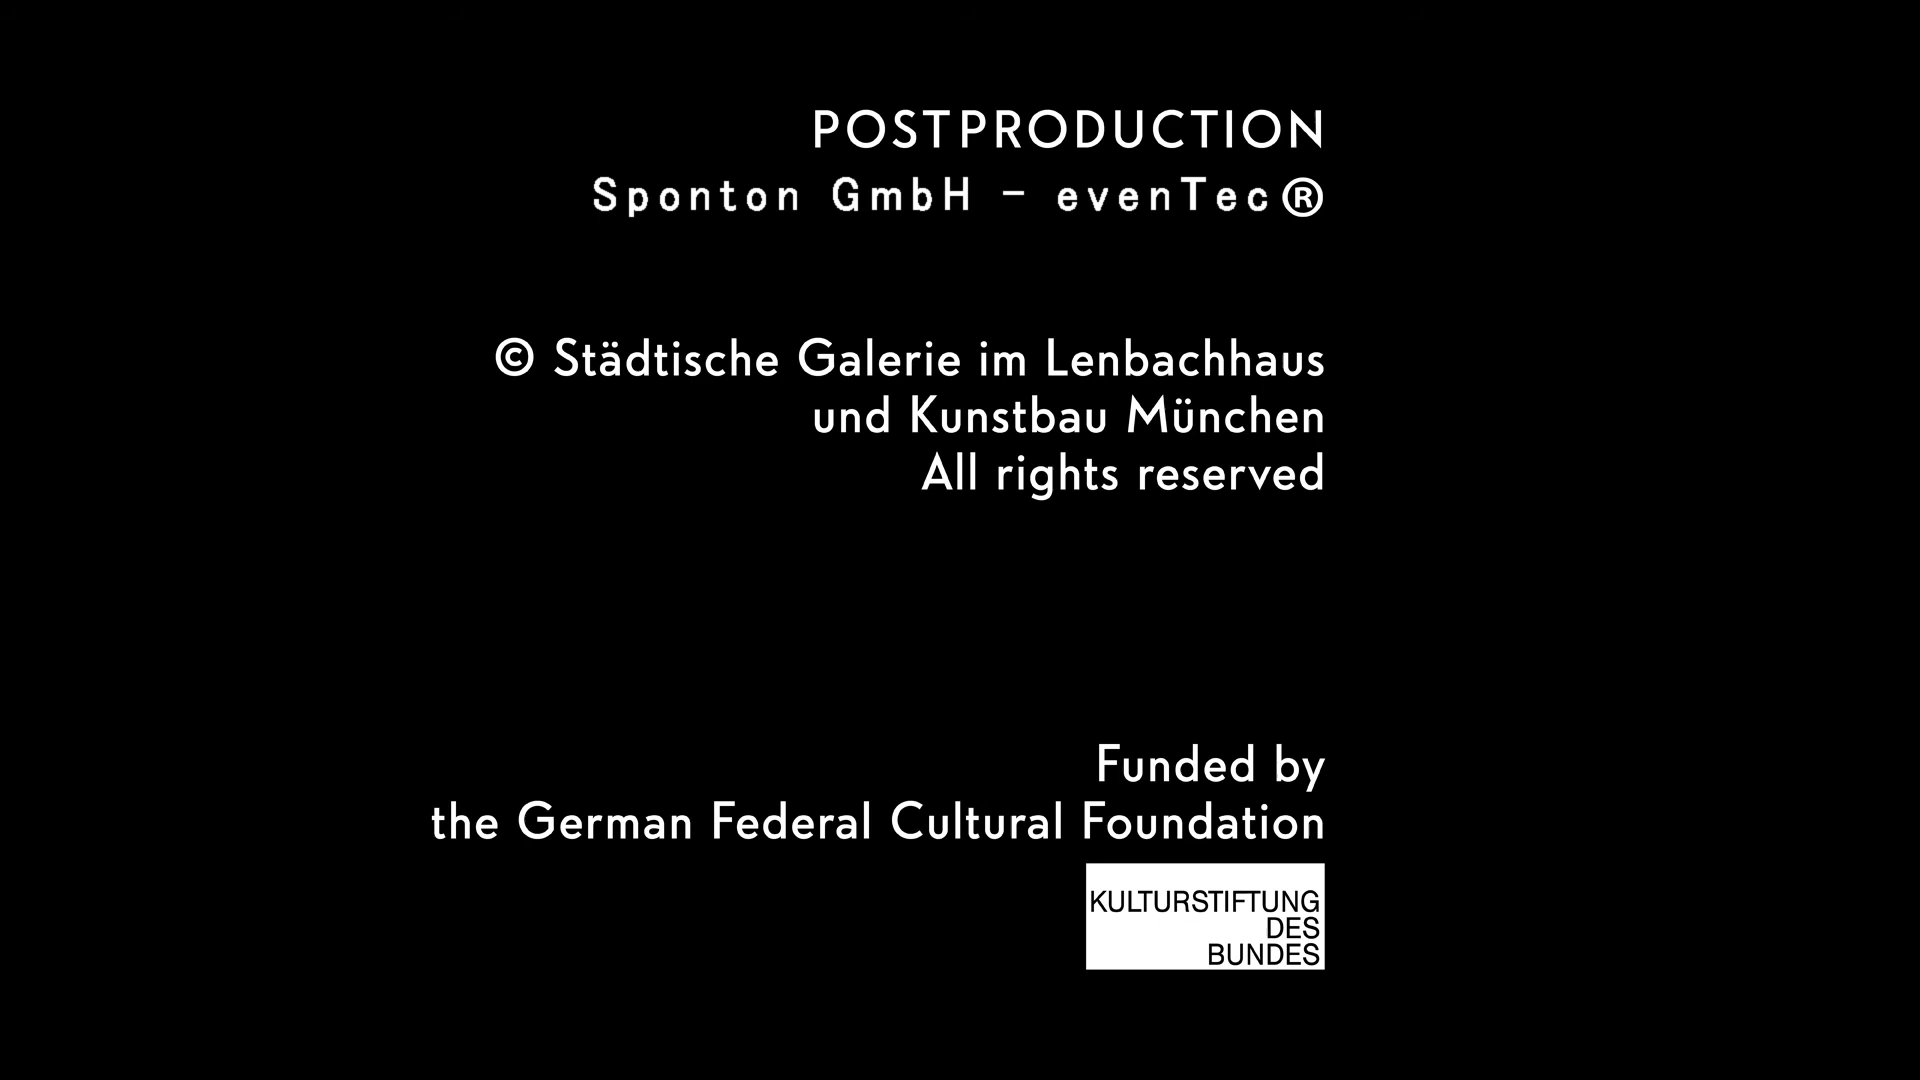 POSTPRODUCTION
Sponton GmbH - evenTec®
© Städtische Galerie im Lenbachhaus
und Kunstbau München
All rights reserved
Funded by
the German Federal Cultural Foundation
KULTURSTIFTUNG
DES
BUNDES